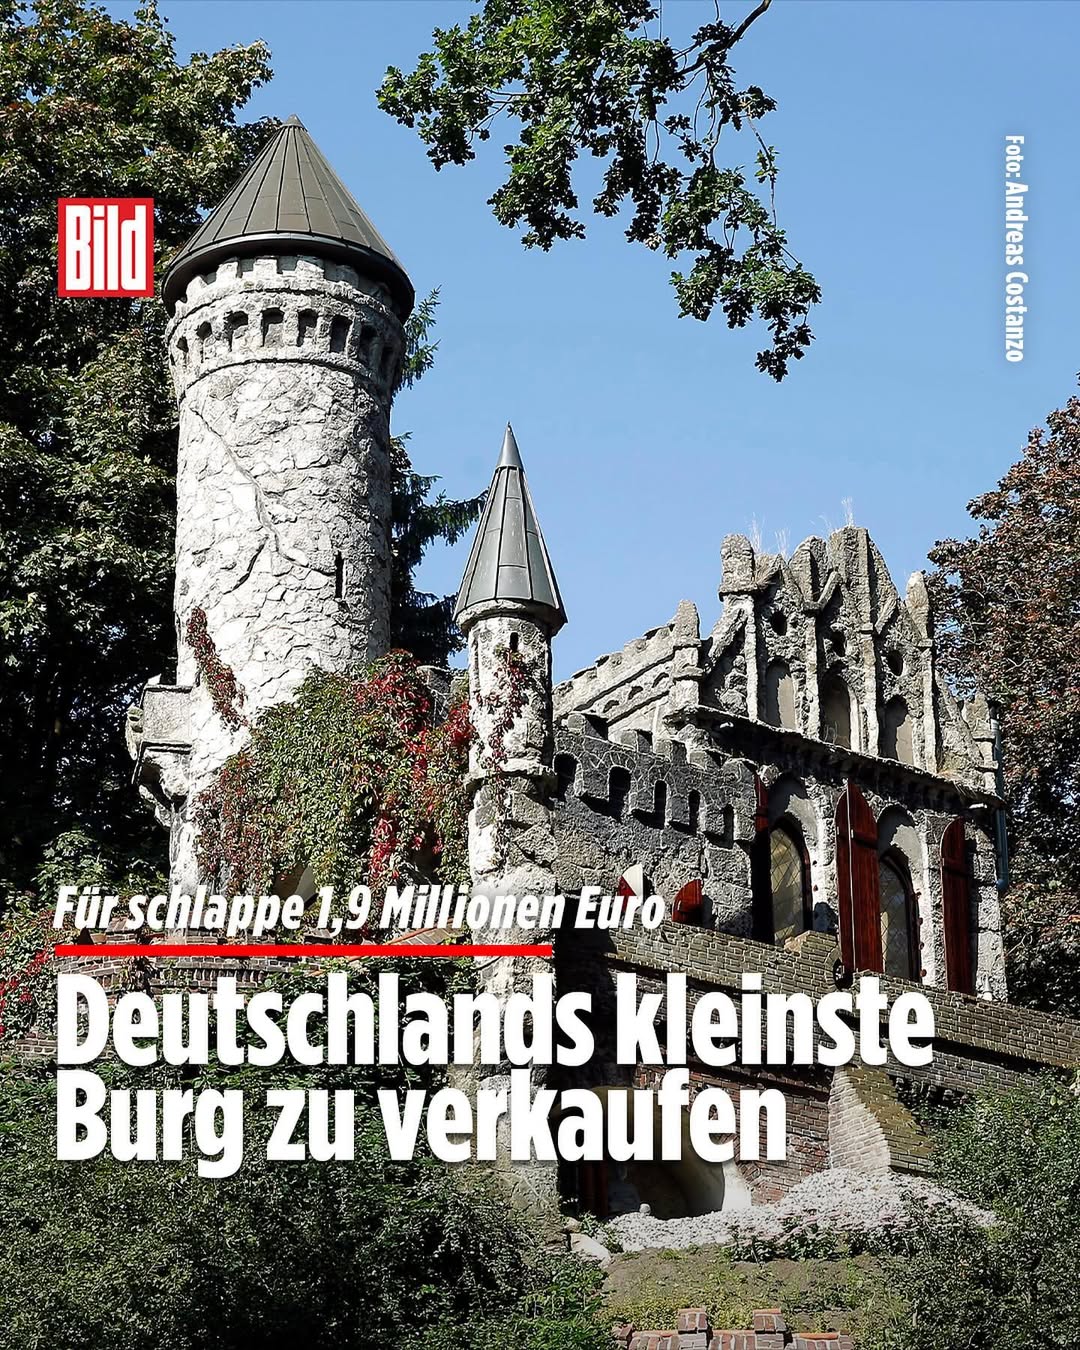 Bild
Foto: Andreas Costanzo
Für schlappe 1,9 Millionen Euro
Deutschlands kleinste
Burg zu verkaufen